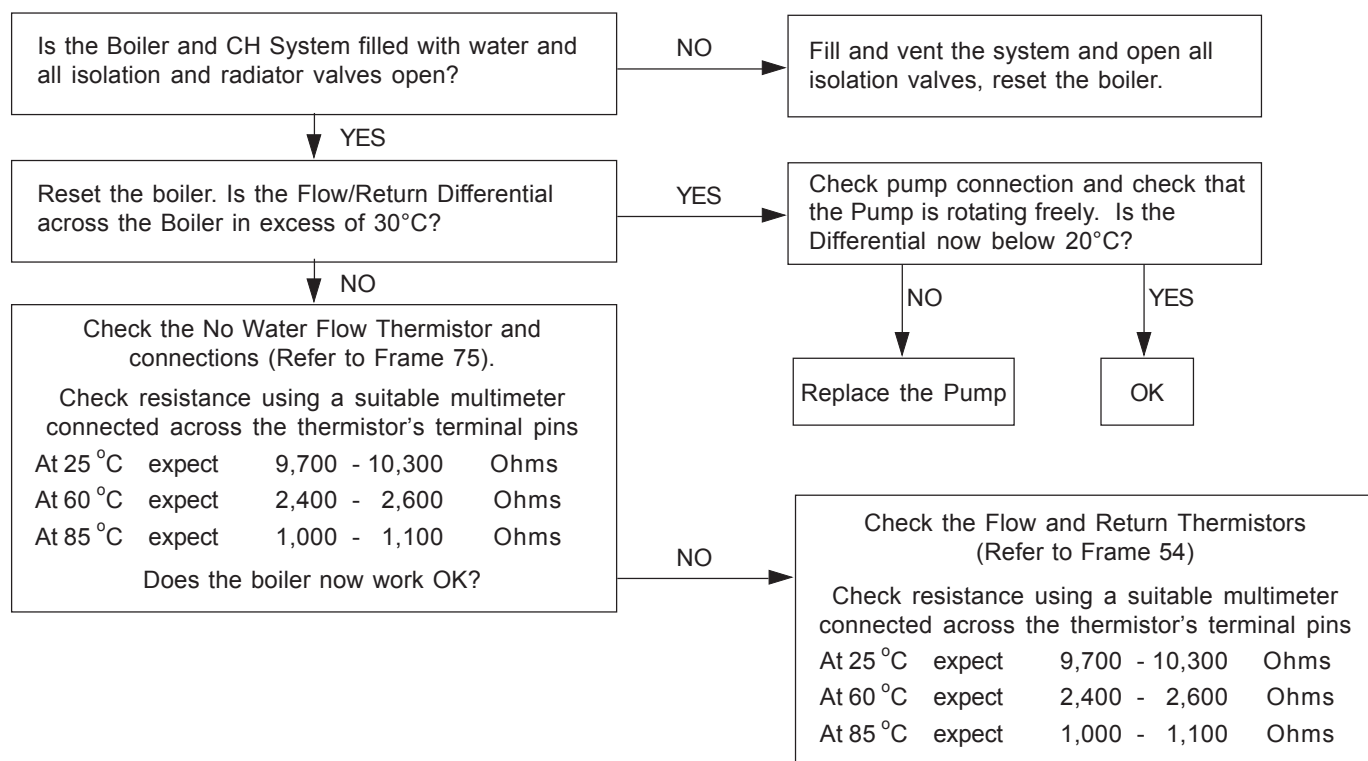 Is the Boiler and CH System filled with water and
all isolation and radiator valves open?
NO
Fill and vent the system and open all
isolation valves, reset the boiler.
YES
Reset the boiler. Is the Flow/Return Differential
across the Boiler in excess of 30°C?
YES
Check pump connection and check that
the Pump is rotating freely. Is the
Differential now below 20°C?
NO
NO
YES
Replace the Pump
OK
Check the No Water Flow Thermistor and
connections (Refer to Frame 75).
Check resistance using a suitable multimeter
connected across the thermistor's terminal pins
At 25 °C expect 9,700 - 10,300 Ohms
At 60 °C expect 2,400 - 2,600 Ohms
At 85 °C expect 1,000 - 1,100 Ohms
Does the boiler now work OK?
NO
Check the Flow and Return Thermistors
(Refer to Frame 54)
Check resistance using a suitable multimeter
connected across the thermistor's terminal pins
At 25 °C expect 9,700 - 10,300 Ohms
At 60 °C expect 2,400 - 2,600 Ohms
At 85 °C expect 1,000 - 1,100 Ohms